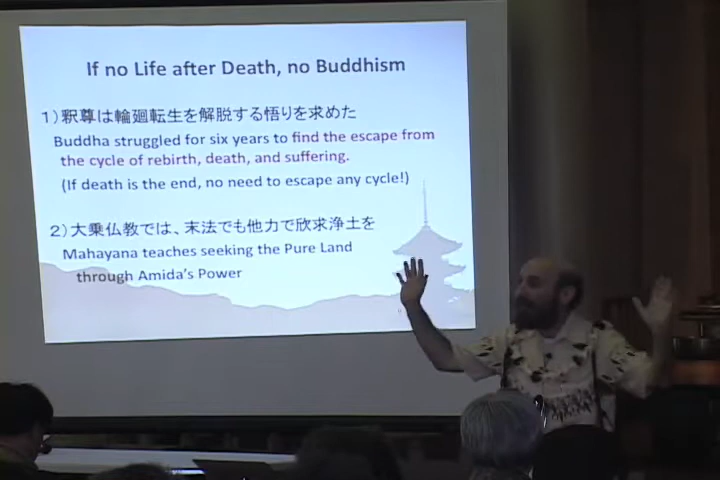 If no Life after Death, no Buddhism
１）釈尊は輪廻転生を解脱する悟りを求めた
Buddha struggled for six years to find the escape from
the cycle of rebirth, death, and suffering.
(If death is the end, no need to escape any cycle!)
２）大乗仏教では、末法でも他力で欣求浄土を
Mahayana teaches seeking the Pure Land
through Amida's Power